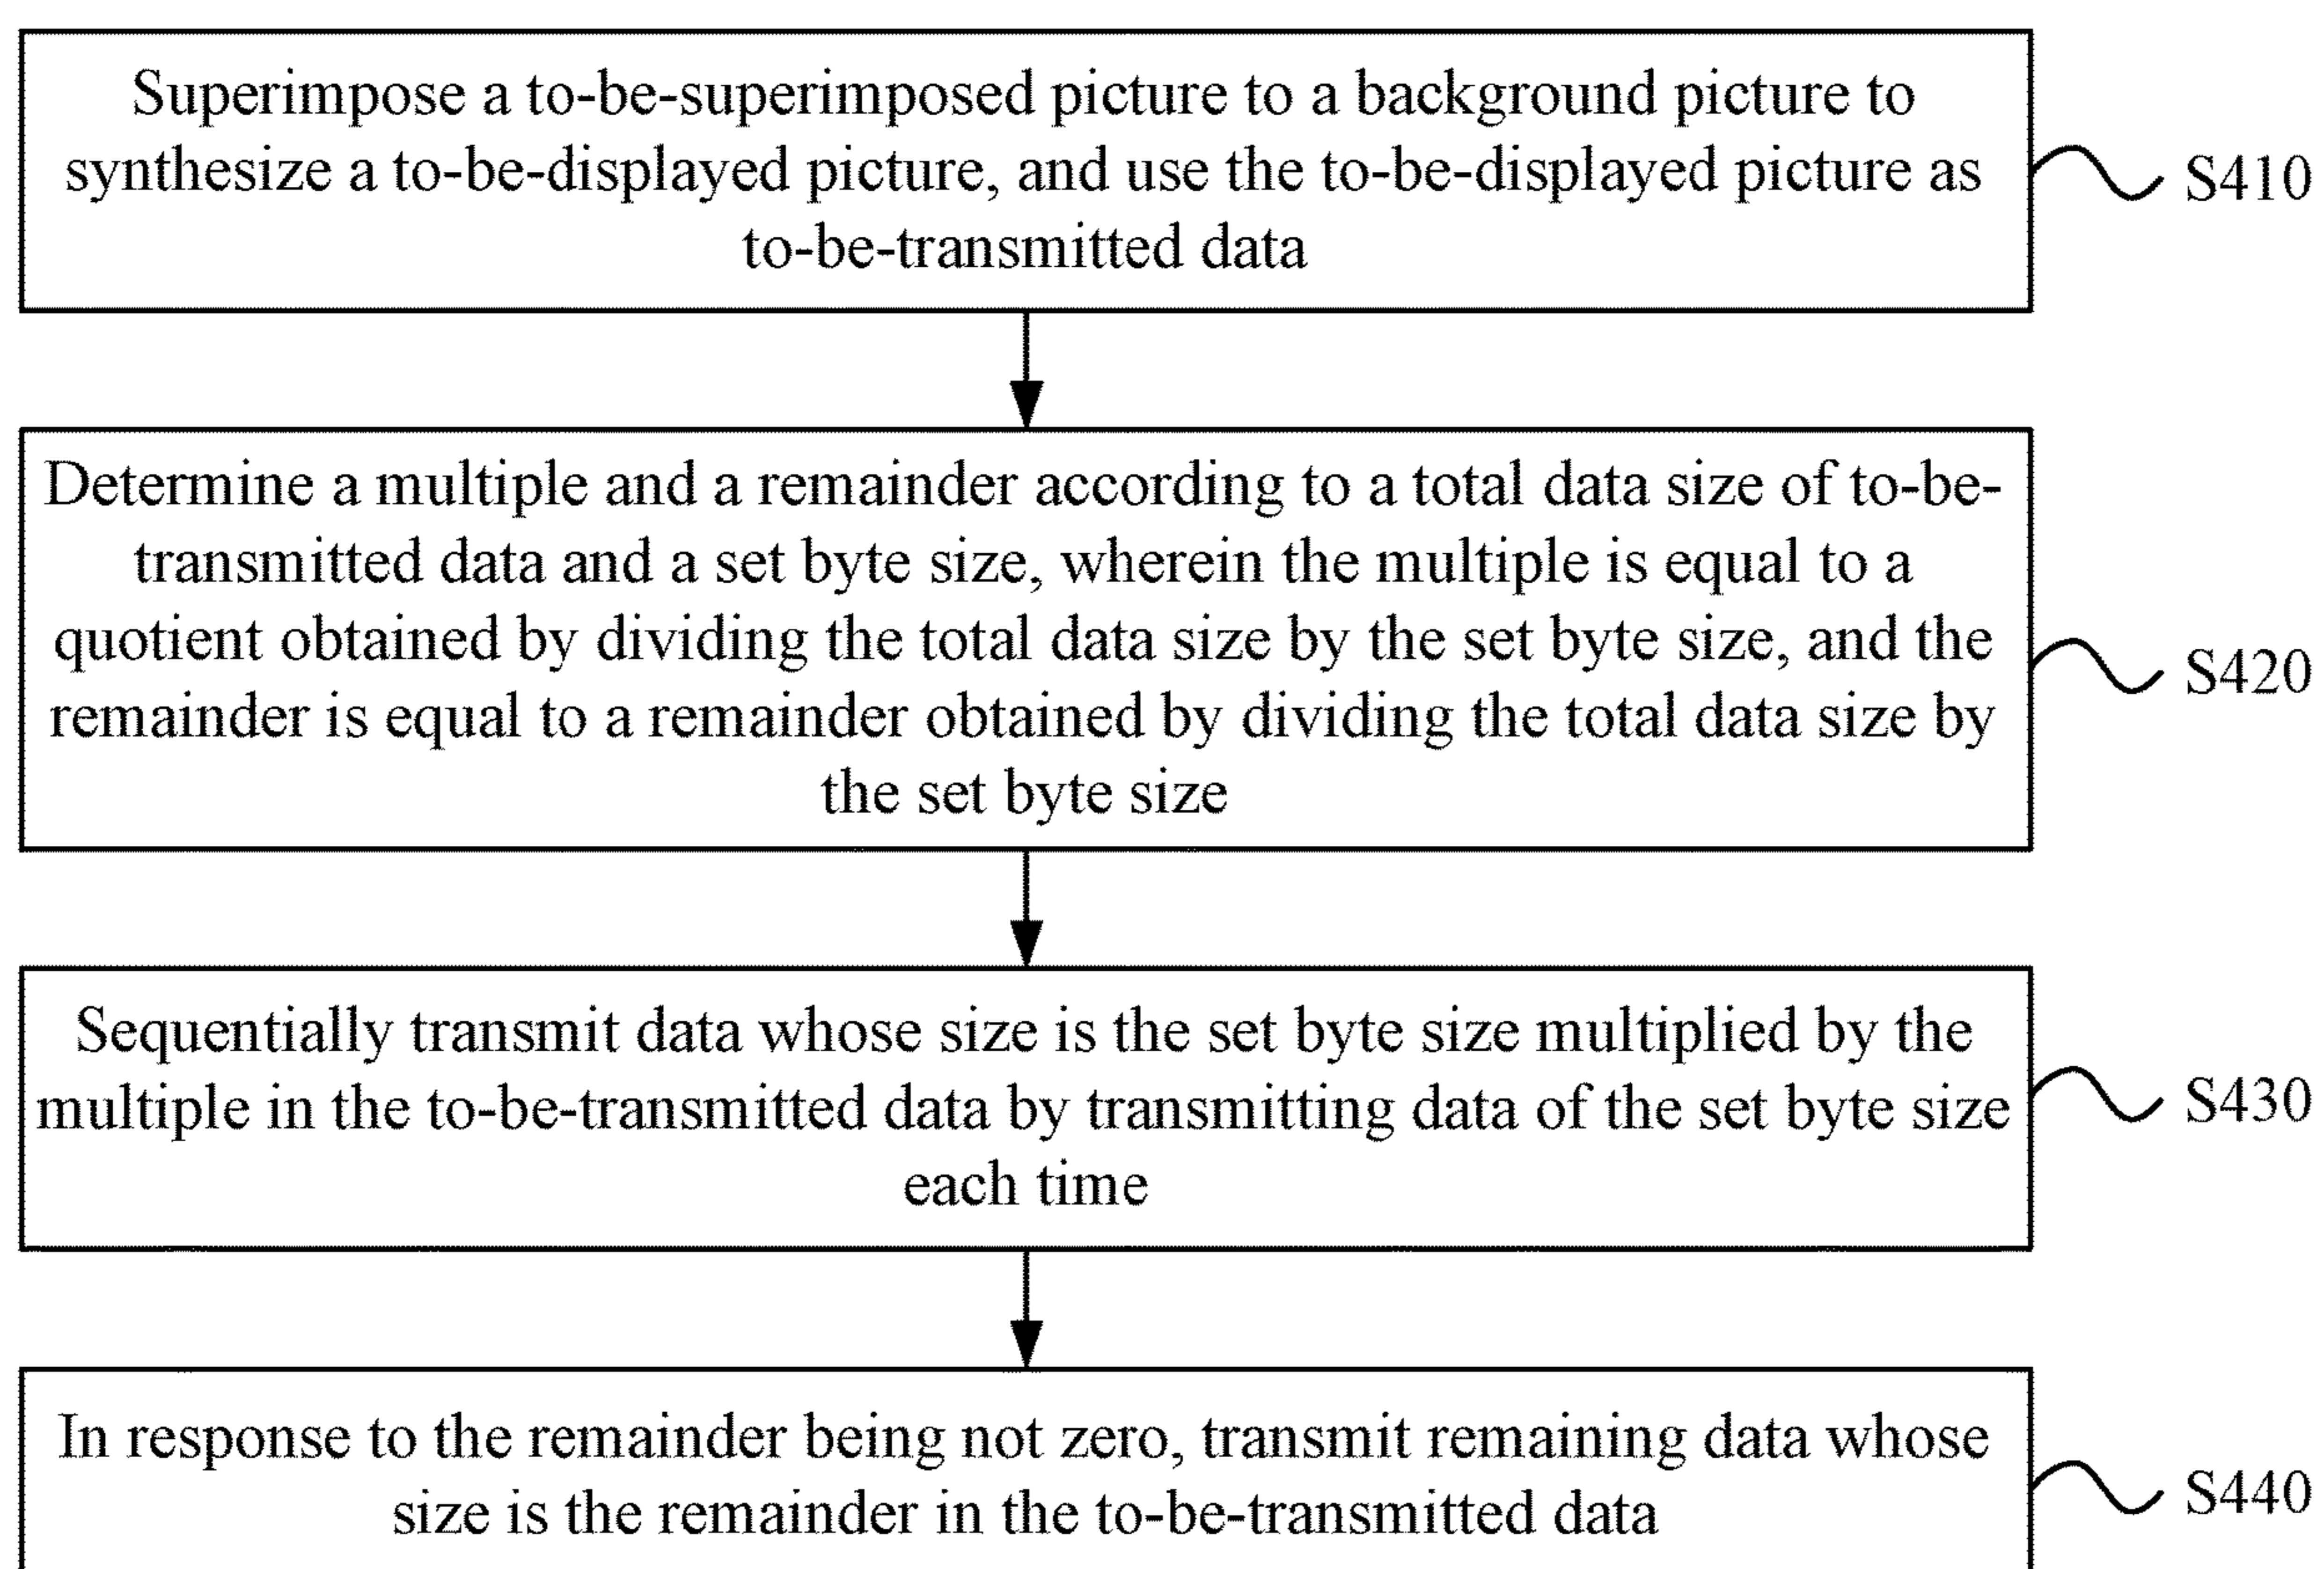 Superimpose a to-be-superimposed picture to a background picture to
synthesize a to-be-displayed picture, and use the to-be-displayed picture as
to-be-transmitted data
S410
Determine a multiple and a remainder according to a total data size of to-be-
transmitted data and a set byte size, wherein the multiple is equal to a
quotient obtained by dividing the total data size by the set byte size, and the
remainder is equal to a remainder obtained by dividing the total data size by
the set byte size
S420
Sequentially transmit data whose size is the set byte size multiplied by the
multiple in the to-be-transmitted data by transmitting data of the set byte size
each time
S430
In response to the remainder being not zero, transmit remaining data whose
size is the remainder in the to-be-transmitted data
S440